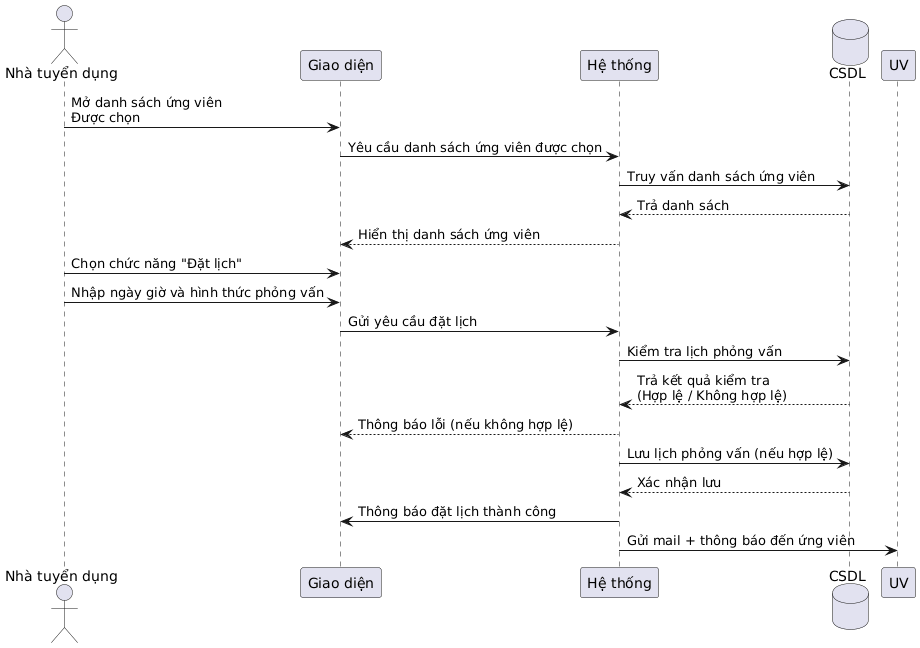 Nhà tuyển dụng
Giao diện
Hệ thống
CSDL
UV
Mở danh sách ứng viên
Được chọn
Yêu cầu danh sách ứng viên được chọn
Truy vấn danh sách ứng viên
Trả danh sách
Hiển thị danh sách ứng viên
Chọn chức năng "Đặt lịch"
Nhập ngày giờ và hình thức phỏng vấn
Gửi yêu cầu đặt lịch
Kiểm tra lịch phỏng vấn
Trả kết quả kiểm tra
(Hợp lệ / Không hợp lệ)
Thông báo lỗi (nếu không hợp lệ)
Lưu lịch phỏng vấn (nếu hợp lệ)
Xác nhận lưu
Thông báo đặt lịch thành công
Gửi mail + thông báo đến ứng viên
Nhà tuyển dụng
Giao diện
Hệ thống
CSDL
UV